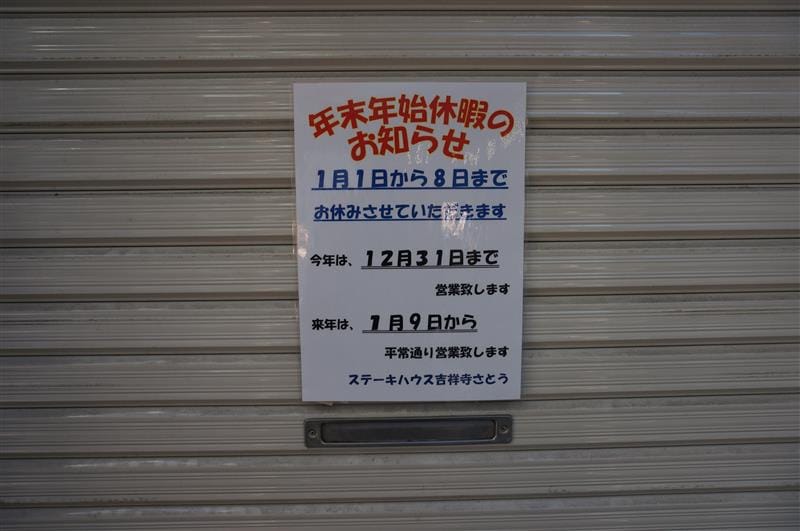 年末年始休暇の
お知らせ
1月1日から8日まで
お休みさせていただきます
今年は、12月31日まで
営業致します
来年は、1月9日から
平常通り営業致します
ステーキハウス吉祥寺さとう